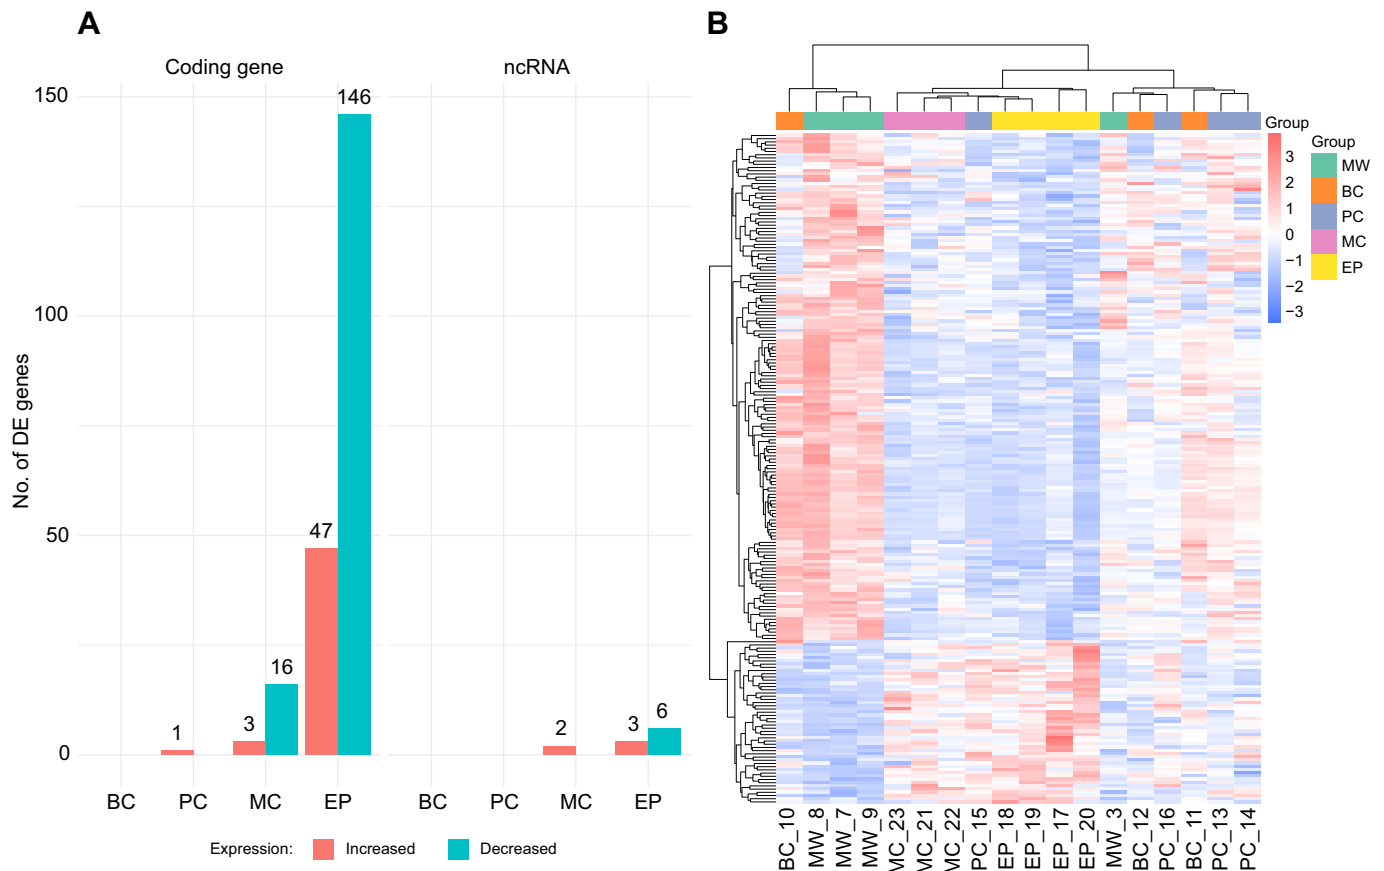 A
Coding gene
ncRNA
No. of DE genes
150
100
50
0
1
3
16
47
146
2
3
6
BC
PC
MC
EP
BC
PC
MC
EP
Expression:
Increased
Decreased
B
Group
3
2
1
0
−1
−2
−3
Group
MW
BC
PC
MC
EP
BC_10
MW_8
MW_7
MW_9
MC_23
MC_21
MC_22
PC_15
EP_18
EP_19
EP_17
EP_20
MW_3
BC_12
PC_16
BC_11
PC_13
PC_14